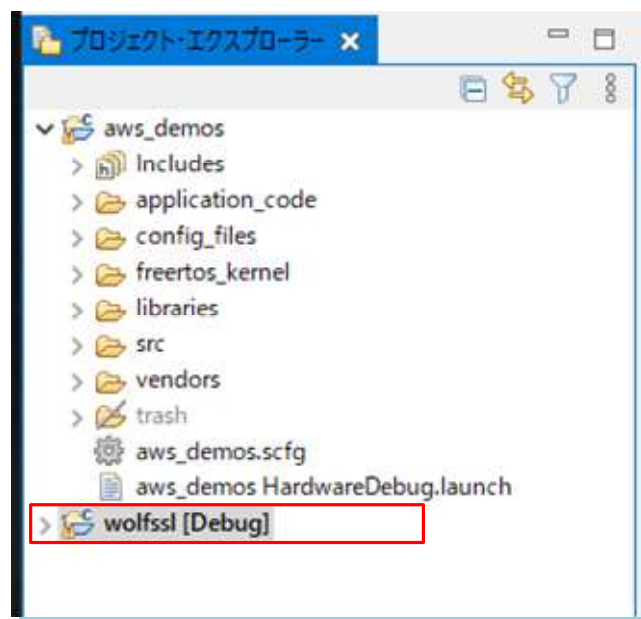 プロジェクト・エクスプローラー
aws_demos
Includes
application_code
config_files
freertos_kernel
libraries
src
vendors
trash
aws_demos.scfg
aws_demos HardwareDebug.launch
wolfssl [Debug]